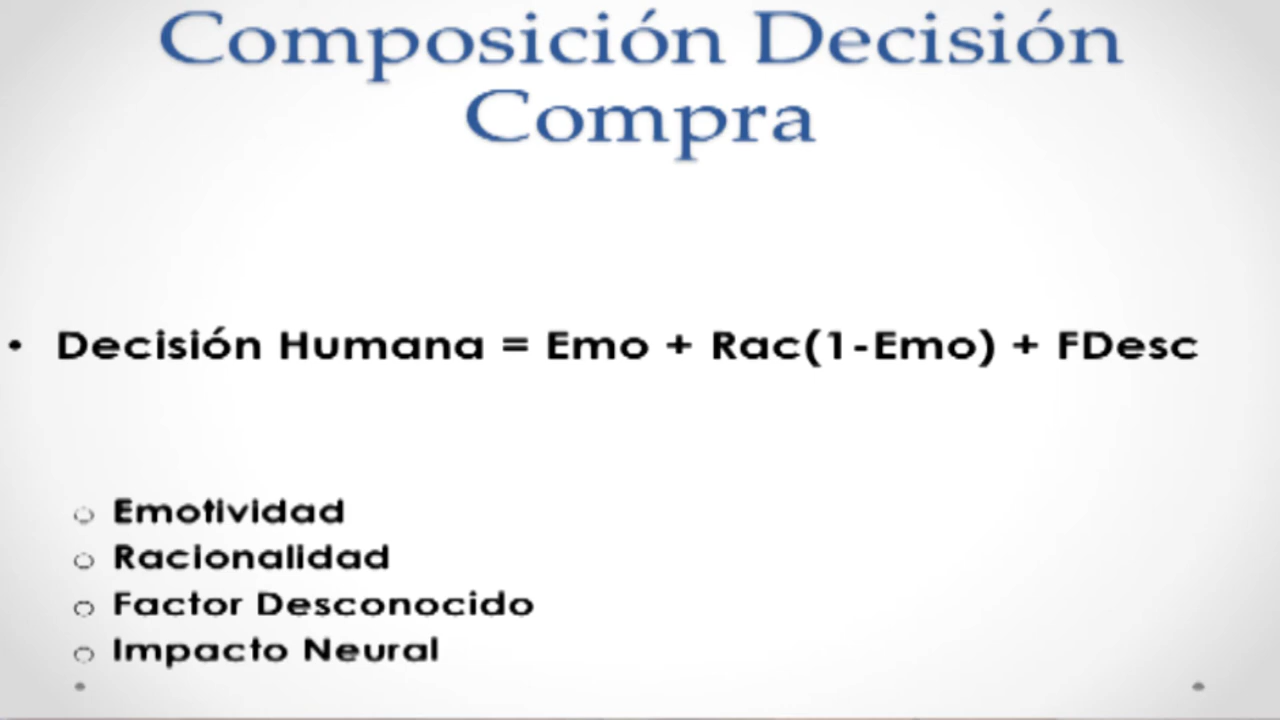 Composición Decisión
Compra
• Decisión Humana = Emo + Rac(1-Emo) + FDesc
o Emotividad
o Racionalidad
o Factor Desconocido
o Impacto Neural